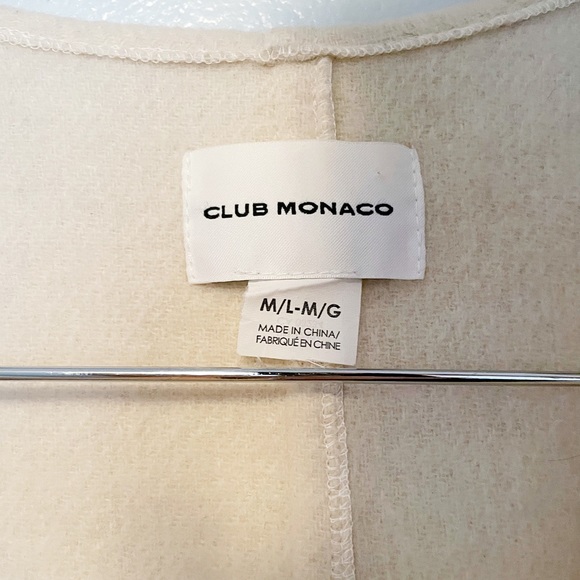 CLUB MONACO
M/L-M/G
MADE IN CHINA/
FABRIQUÉ EN CHINE